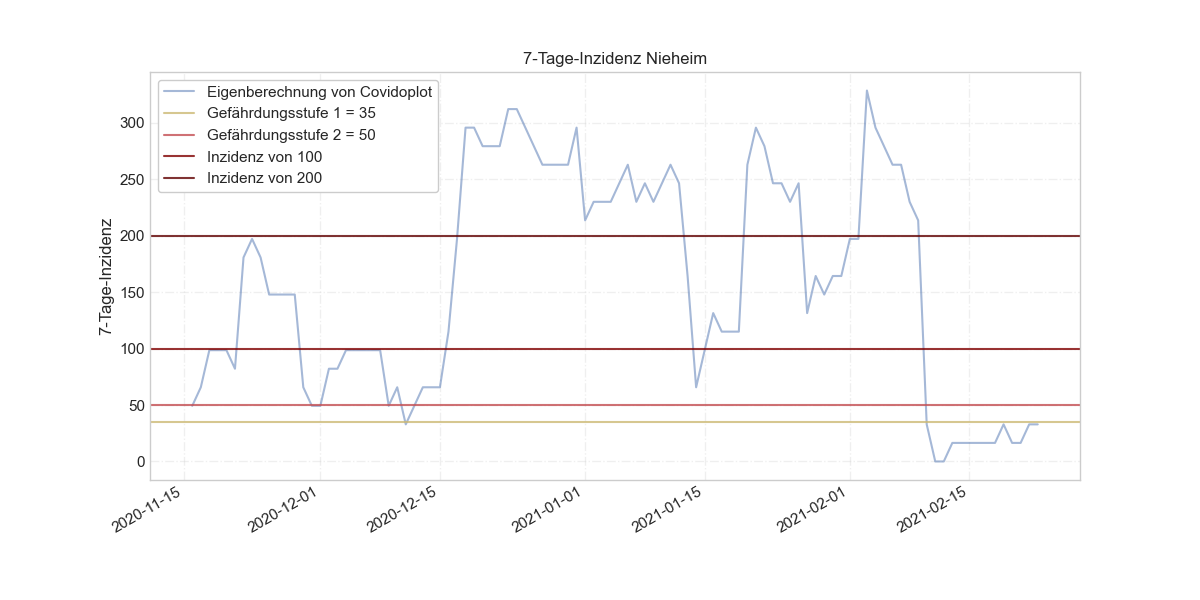 7-Tage-Inzidenz Nieheim
Eigenberechnung von Covidoplot
Gefährdungsstufe 1 = 35
Gefährdungsstufe 2 = 50
Inzidenz von 100
Inzidenz von 200
7-Tage-Inzidenz
300
250
200
150
100
50
0
2020-11-15
2020-12-01
2020-12-15
2021-01-01
2021-01-15
2021-02-01
2021-02-15